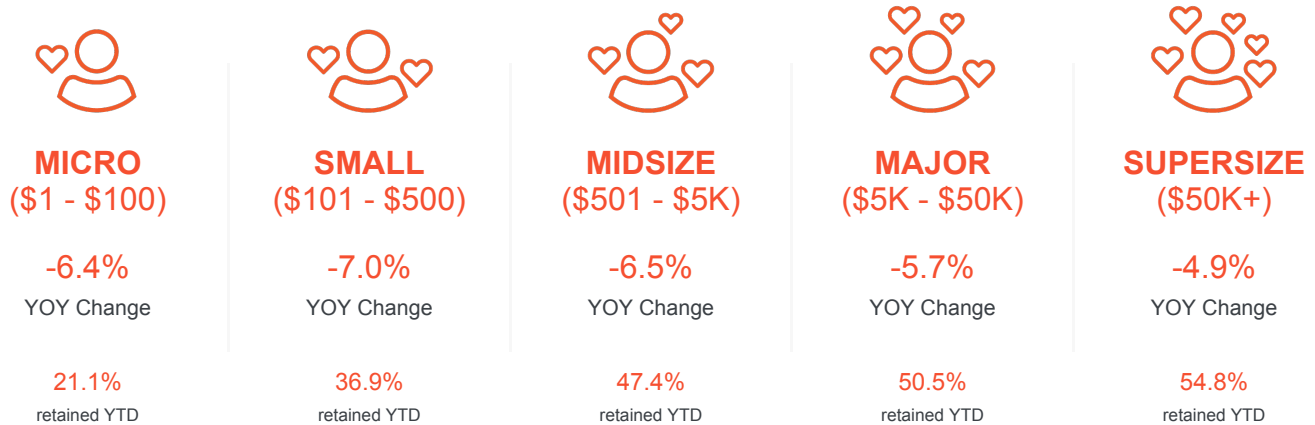 MICRO
($1 - $100)
-6.4%
YOY Change
21.1%
retained YTD
SMALL
($101 - $500)
-7.0%
YOY Change
36.9%
retained YTD
MIDSIZE
($501 - $5K)
-6.5%
YOY Change
47.4%
retained YTD
MAJOR
($5K - $50K)
-5.7%
YOY Change
50.5%
retained YTD
SUPERSIZE
($50K+)
-4.9%
YOY Change
54.8%
retained YTD